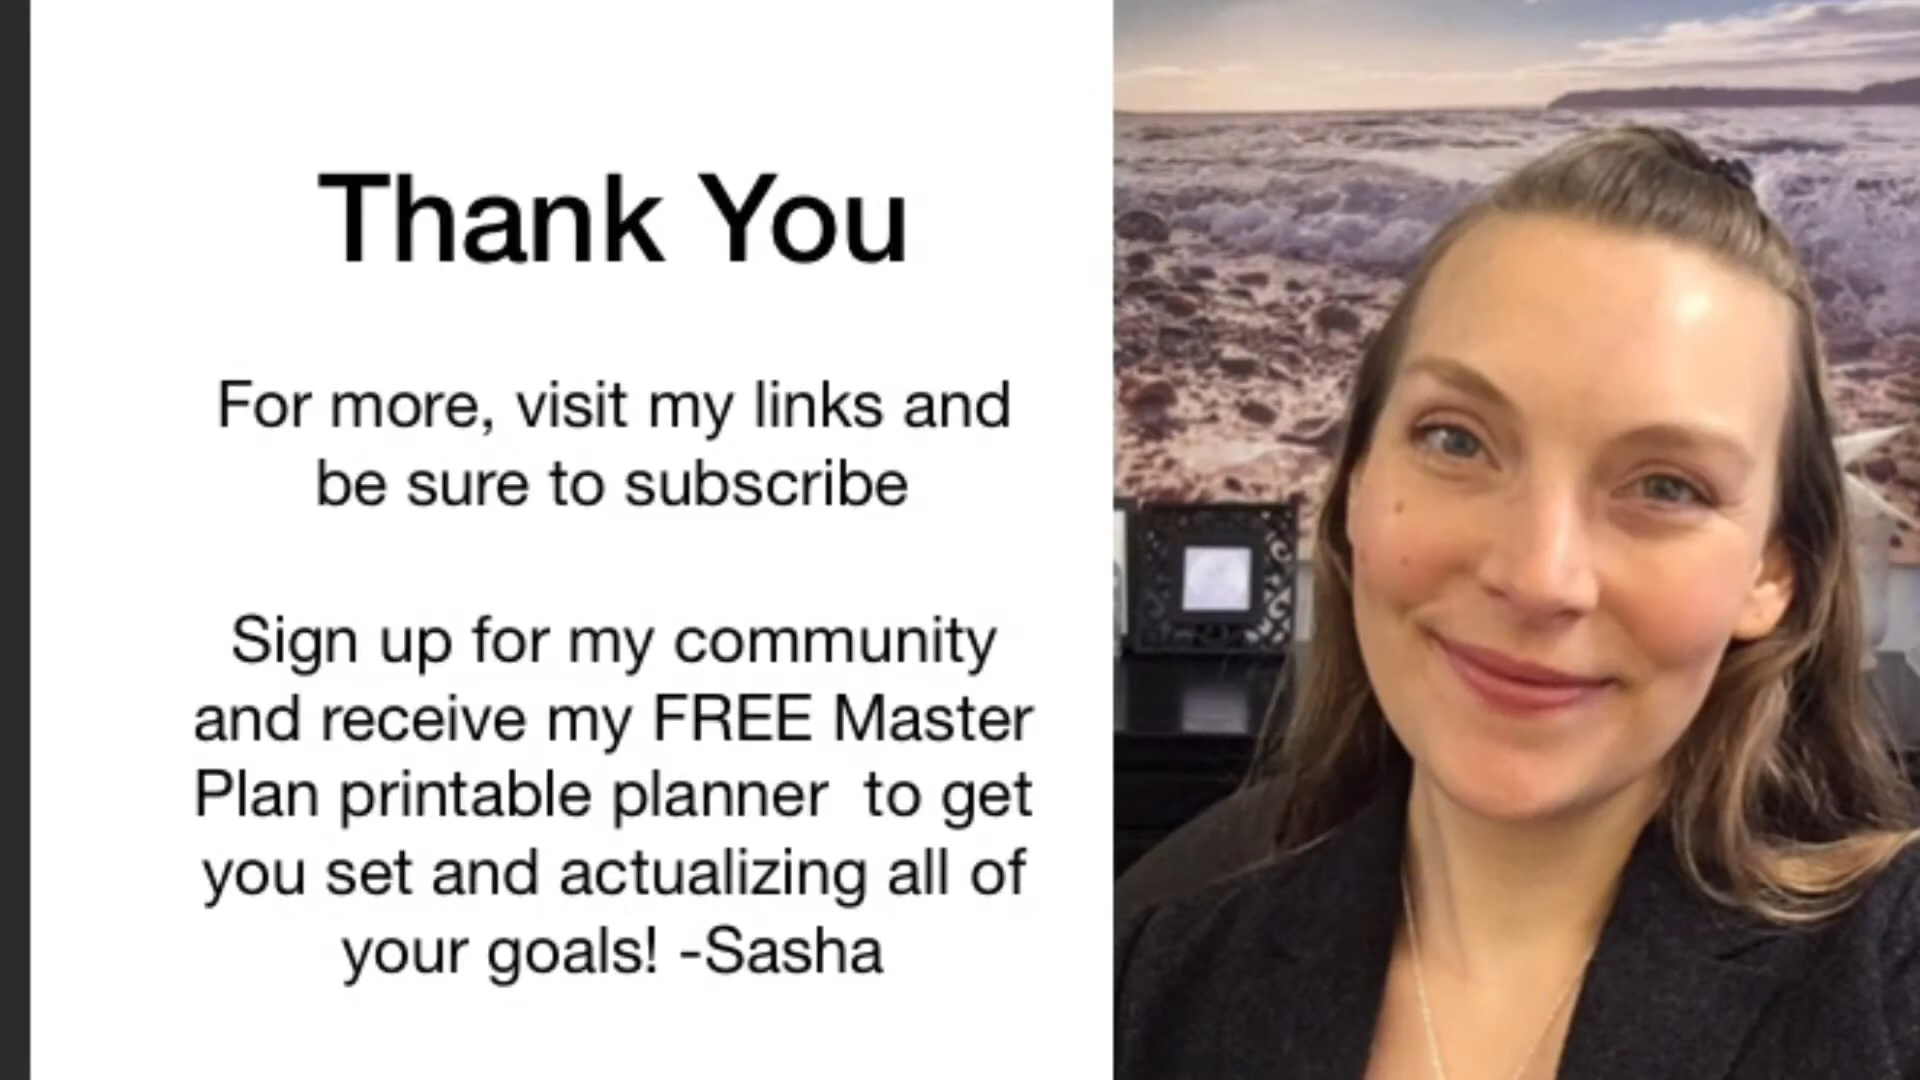 Thank You
For more, visit my links and
be sure to subscribe
Sign up for my community
and receive my FREE Master
Plan printable planner  to get
you set and actualizing all of
your goals! -Sasha